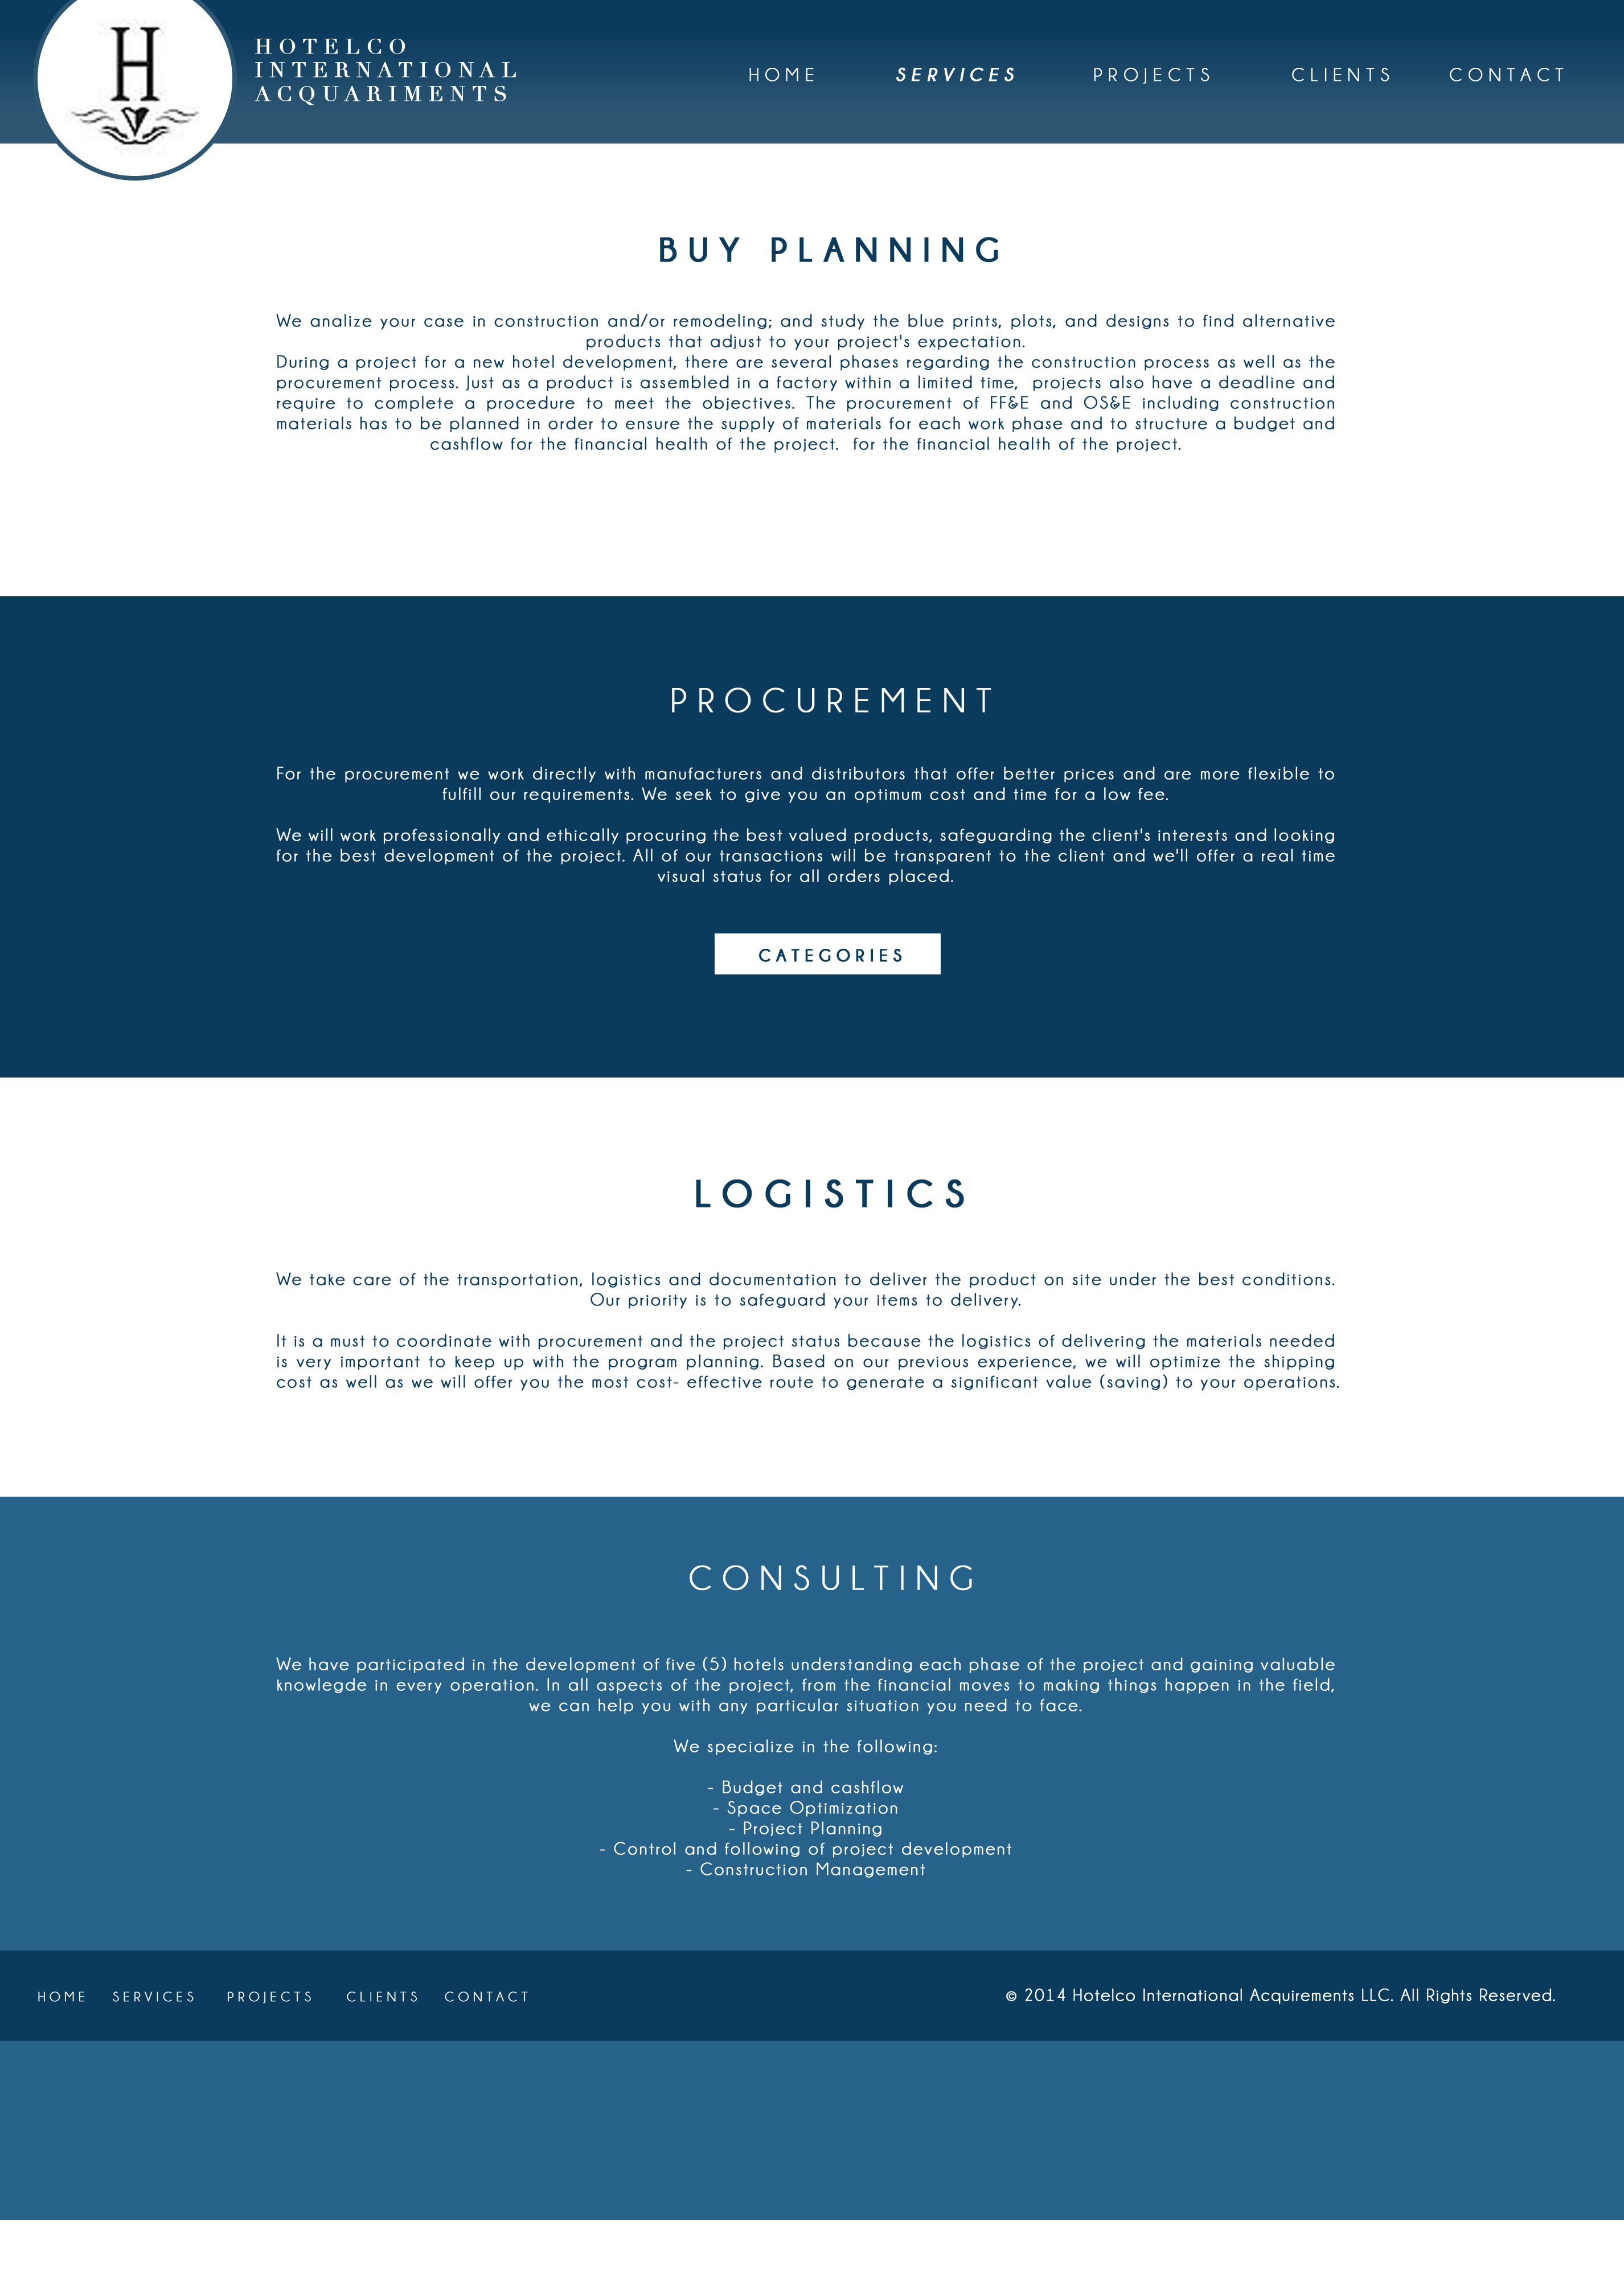 H
HOTELCO
INTERNATIONAL
ACQUARIMENTS
HOME SERVICES PROJECTS CLIENTS CONTACT
BUY PLANNING
We analize your case in construction and/or remodeling; and study the blue prints, plots, and designs to find alternative
products that adjust to your project's expectation.
During a project for a new hotel development, there are several phases regarding the construction process as well as the
procurement process. Just as a product is assembled in a factory within a limited time, projects also have a deadline and
require to complete a procedure to meet the objectives. The procurement of FF&E and OS&E including construction
materials has to be planned in order to ensure the supply of materials for each work phase and to structure a budget and
cashflow for the financial health of the project. for the financial health of the project.
PROCUREMENT
For the procurement we work directly with manufacturers and distributors that offer better prices and are more flexible to
fulfill our requirements. We seek to give you an optimum cost and time for a low fee.
We will work professionally and ethically procuring the best valued products, safeguarding the client's interests and looking
for the best development of the project. All of our transactions will be transparent to the client and we'll offer a real time
visual status for all orders placed.
CATEGORIES
LOGISTICS
We take care of the transportation, logistics and documentation to deliver the product on site under the best conditions.
Our priority is to safeguard your items to delivery.
It is a must to coordinate with procurement and the project status because the logistics of delivering the materials needed
is very important to keep up with the program planning. Based on our previous experience, we will optimize the shipping
cost as well as we will offer you the most cost- effective route to generate a significant value (saving) to your operations.
CONSULTING
We have participated in the development of five (5) hotels understanding each phase of the project and gaining valuable
knowlegde in every operation. In all aspects of the project, from the financial moves to making things happen in the field,
we can help you with any particular situation you need to face.
We specialize in the following:
- Budget and cashflow
- Space Optimization
- Project Planning
- Control and following of project development
- Construction Management
HOME SERVICES PROJECTS CLIENTS CONTACT
© 2014 Hotelco International Acquirements LLC. All Rights Reserved.